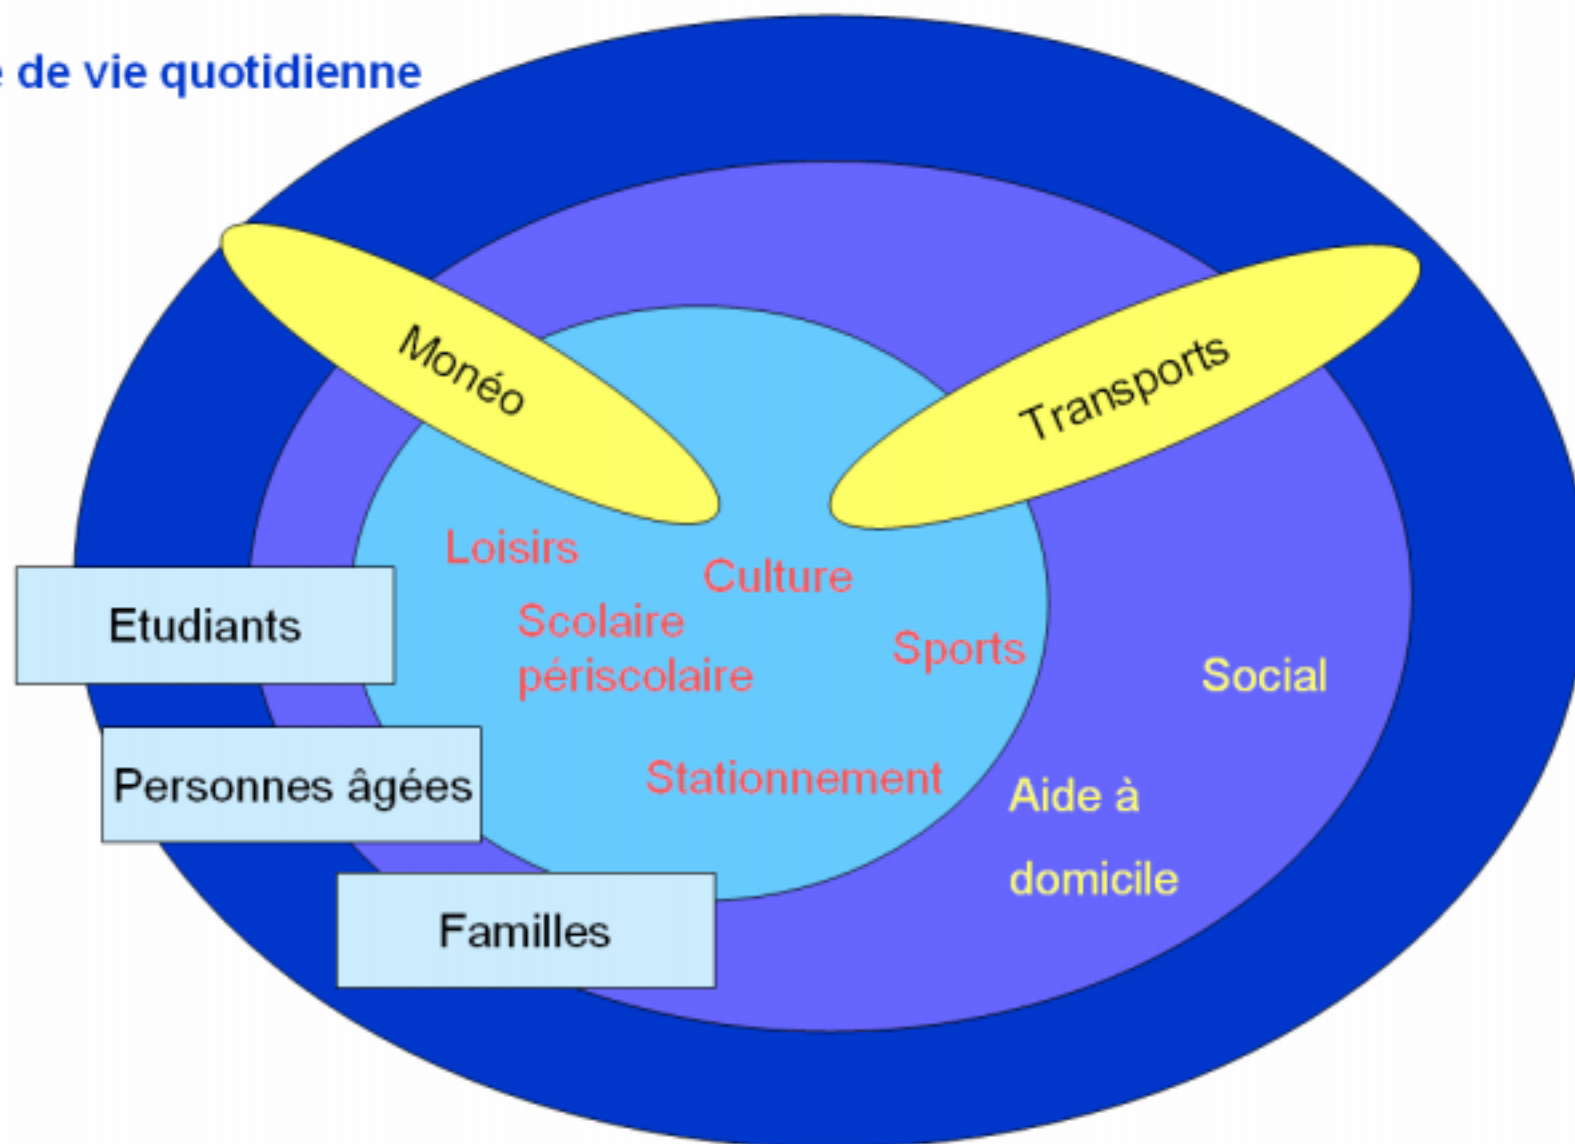 de vie quotidienne
Monéo
Transports
Loisirs
Culture
Scolaire
périscolaire
Sports
Etudiants
Social
Personnes âgées
Stationnement
Aide à
domicile
Familles